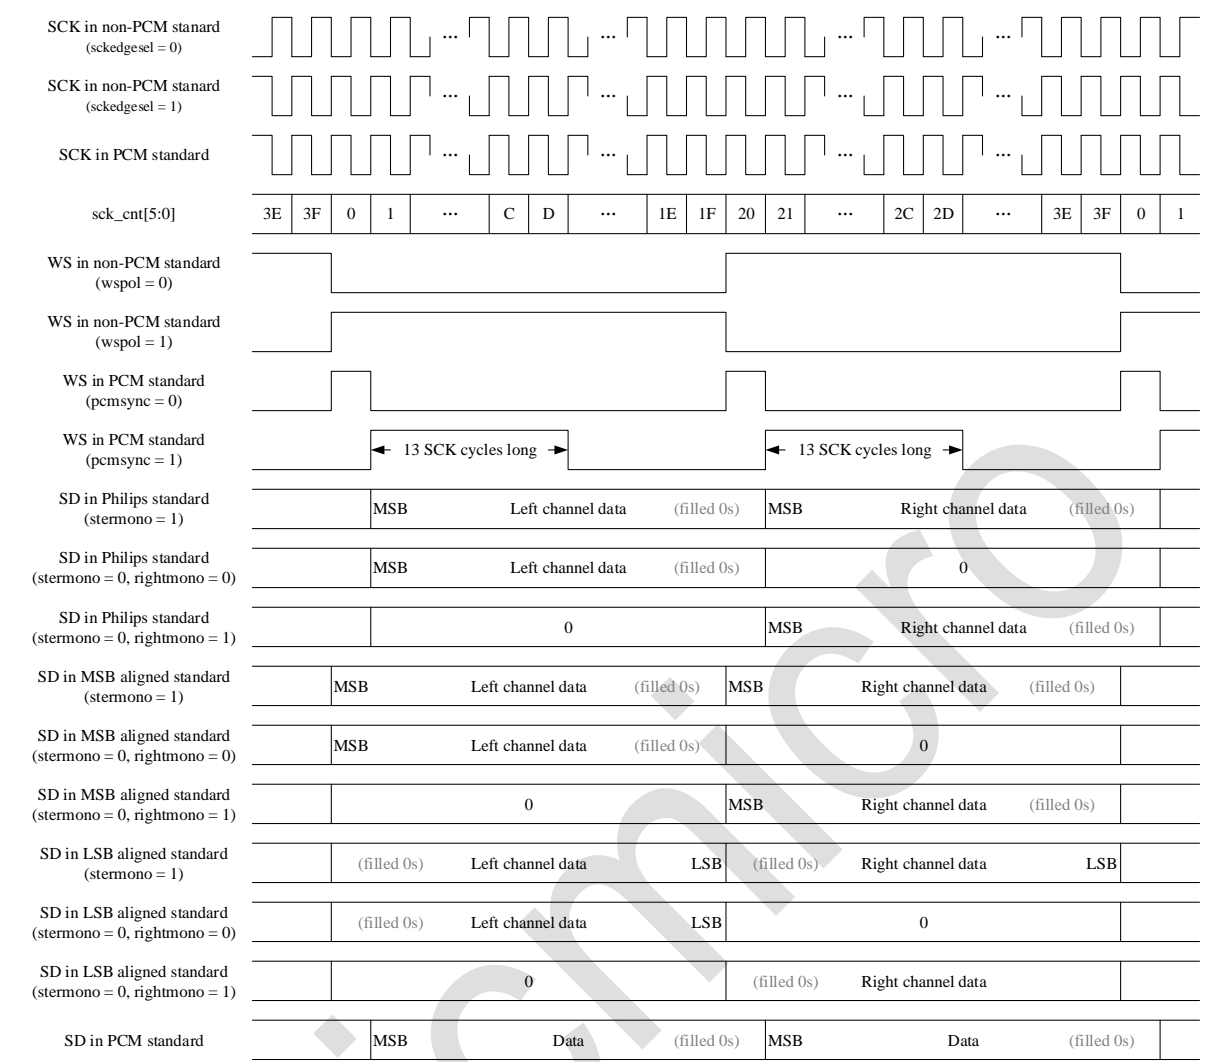 SCK in non-PCM stanard
(sckedgesel = 0)
... ... ... ...
SCK in non-PCM stanard
(sckedgesel = 1)
... ... ... ...
SCK in PCM standard
... ... ... ...
sck_cnt[5:0] 3E 3F 0 1 ... C D ... 1E 1F 20 21 ... 2C 2D ... 3E 3F 0 1
WS in non-PCM standard
(wspol = 0)
WS in non-PCM standard
(wspol = 1)
WS in PCM standard
(pcmsync = 0)
WS in PCM standard
(pcmsync = 1)
13 SCK cycles long 13 SCK cycles long
SD in Philips standard
(stermono = 1)
MSB Left channel data (filled 0s) MSB Right channel data (filled 0s)
SD in Philips standard
(stermono = 0, rightmono = 0)
MSB Left channel data (filled 0s) 0
SD in Philips standard
(stermono = 0, rightmono = 1)
0 MSB Right channel data (filled 0s)
SD in MSB aligned standard
(stermono = 1)
MSB Left channel data (filled 0s) MSB Right channel data (filled 0s)
SD in MSB aligned standard
(stermono = 0, rightmono = 0)
MSB Left channel data (filled 0s) 0
SD in MSB aligned standard
(stermono = 0, rightmono = 1)
0 MSB Right channel data (filled 0s)
SD in LSB aligned standard
(stermono = 1)
(filled 0s) Left channel data LSB (filled 0s) Right channel data LSB
SD in LSB aligned standard
(stermono = 0, rightmono = 0)
(filled 0s) Left channel data LSB 0
SD in LSB aligned standard
(stermono = 0, rightmono = 1)
0 (filled 0s) Right channel data
SD in PCM standard MSB Data (filled 0s) MSB Data (filled 0s)
icmicro